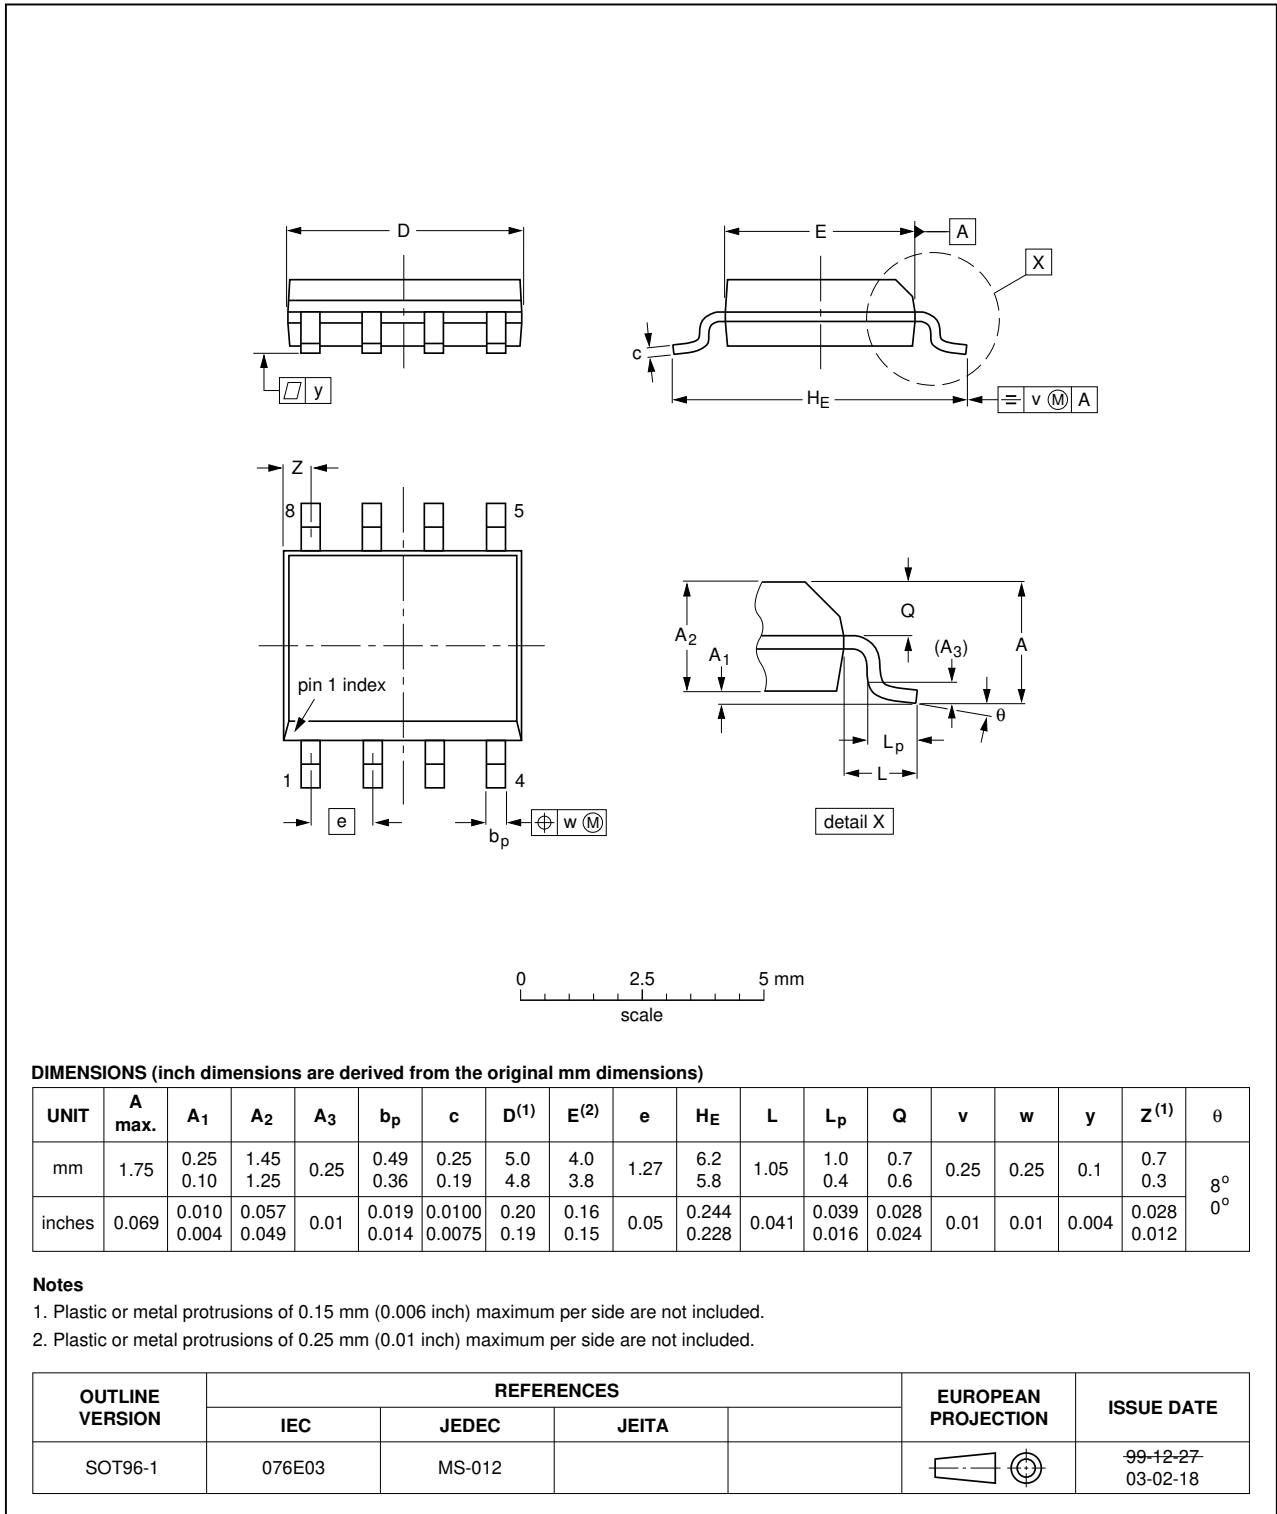 D
E
A
X
c
y
HE
v Ⓜ A
Z
8
5
A2
A1
Q
(A3)
A
θ
pin 1 index
Lp
L
1
4
e
bp
w Ⓜ
detail X
0 2.5 5 mm
scale
DIMENSIONS (inch dimensions are derived from the original mm dimensions)
UNIT A max. A1 A2 A3 bp c D(1) E(2) e HE L Lp Q v w y Z(1) θ
mm 1.75 0.25 0.10 1.45 1.25 0.25 0.49 0.36 0.25 0.19 5.0 4.8 4.0 3.8 1.27 6.2 5.8 1.05 1.0 0.4 0.7 0.6 0.25 0.25 0.1 0.7 0.3 8° 0°
inches 0.069 0.010 0.004 0.057 0.049 0.01 0.019 0.014 0.0100 0.0075 0.20 0.19 0.16 0.15 0.05 0.244 0.228 0.041 0.039 0.016 0.028 0.024 0.01 0.01 0.004 0.028 0.012
Notes
1. Plastic or metal protrusions of 0.15 mm (0.006 inch) maximum per side are not included.
2. Plastic or metal protrusions of 0.25 mm (0.01 inch) maximum per side are not included.
OUTLINE VERSION REFERENCES EUROPEAN PROJECTION ISSUE DATE
IEC JEDEC JEITA
SOT96-1 076E03 MS-012 99-12-27
03-02-18